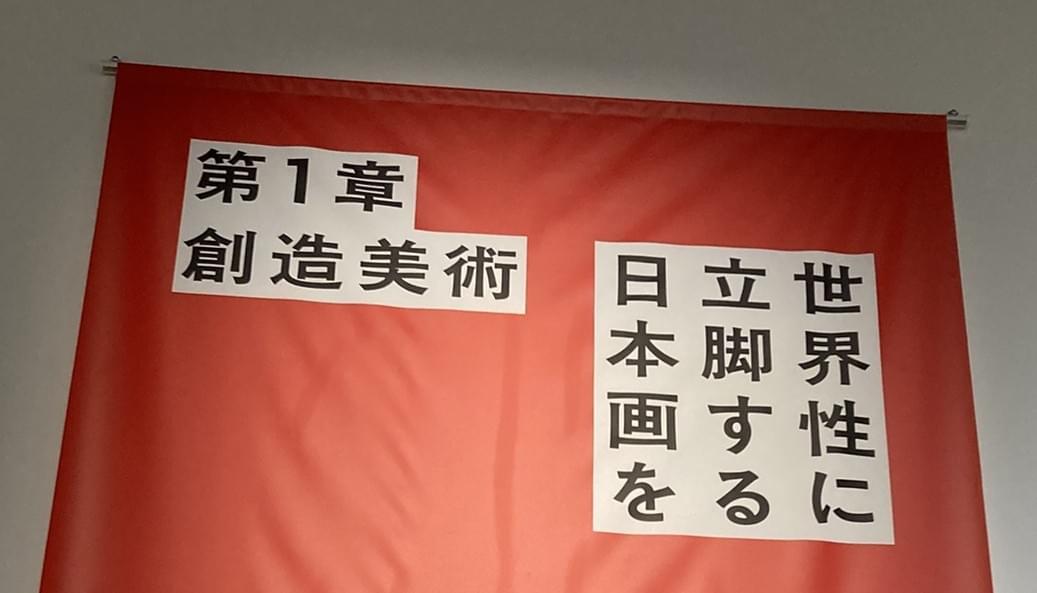 第1章
創造美術
世界性に
立脚する
日本画を